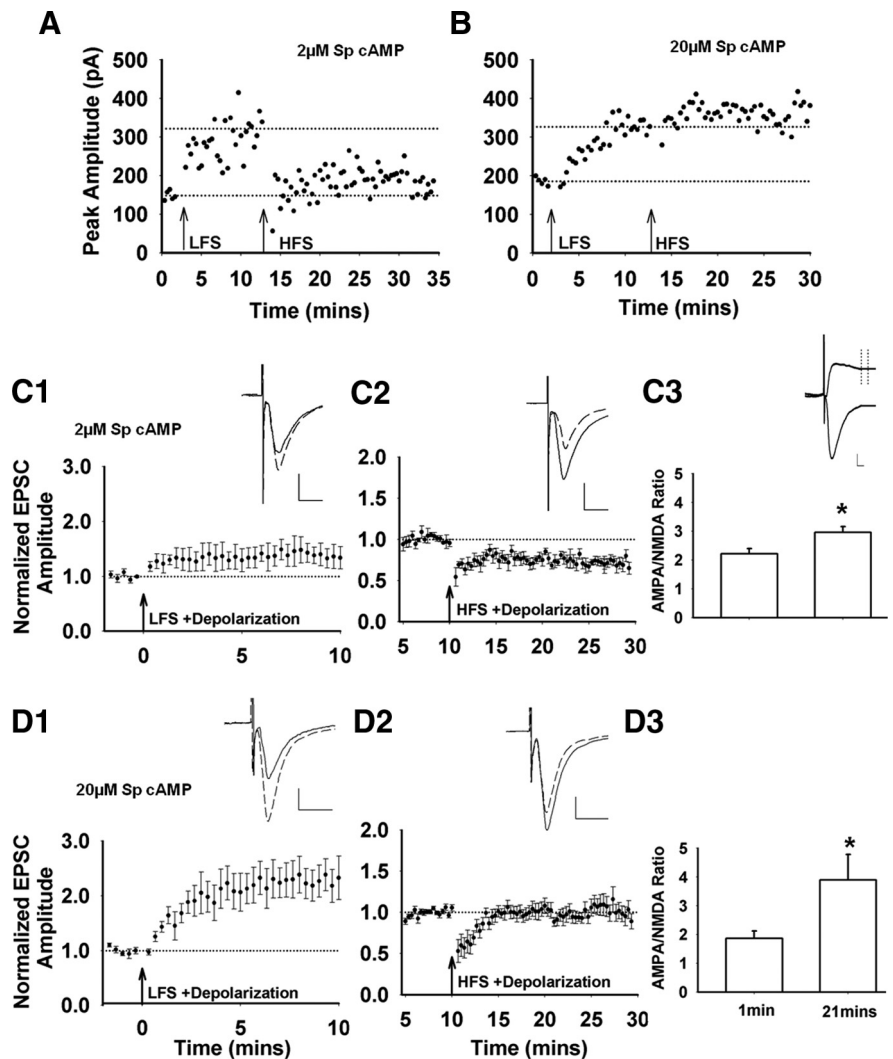 A
2µM Sp cAMP
Peak Amplitude (pA)
500
400
300
200
100
0
LFS
HFS
0 5 10 15 20 25 30 35
Time (mins)
B
20µM Sp cAMP
500
400
300
200
100
0
LFS
HFS
0 5 10 15 20 25 30
Time (mins)
C1
2µM Sp cAMP
Normalized EPSC
Amplitude
3.0
2.0
1.0
0.0
LFS +Depolarization
0 5 10
C2
2.0
1.5
1.0
0.5
0.0
HFS +Depolarization
5 10 15 20 25 30
C3
AMPA/NMDA Ratio
5
4
3
2
1
0
*
D1
20µM Sp cAMP
Normalized EPSC
Amplitude
3.0
2.0
1.0
0.0
LFS +Depolarization
0 5 10
Time (mins)
D2
2.0
1.5
1.0
0.5
0.0
HFS +Depolarization
5 10 15 20 25 30
Time (mins)
D3
AMPA/NMDA Ratio
5
4
3
2
1
0
*
1min 21mins